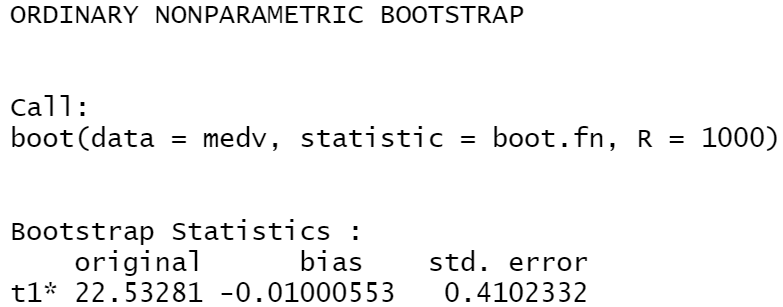 ORDINARY NONPARAMETRIC BOOTSTRAP
Call:
boot(data = medv, statistic = boot.fn, R = 1000)
Bootstrap Statistics :
original bias std. error
t1* 22.53281 -0.01000553 0.4102332